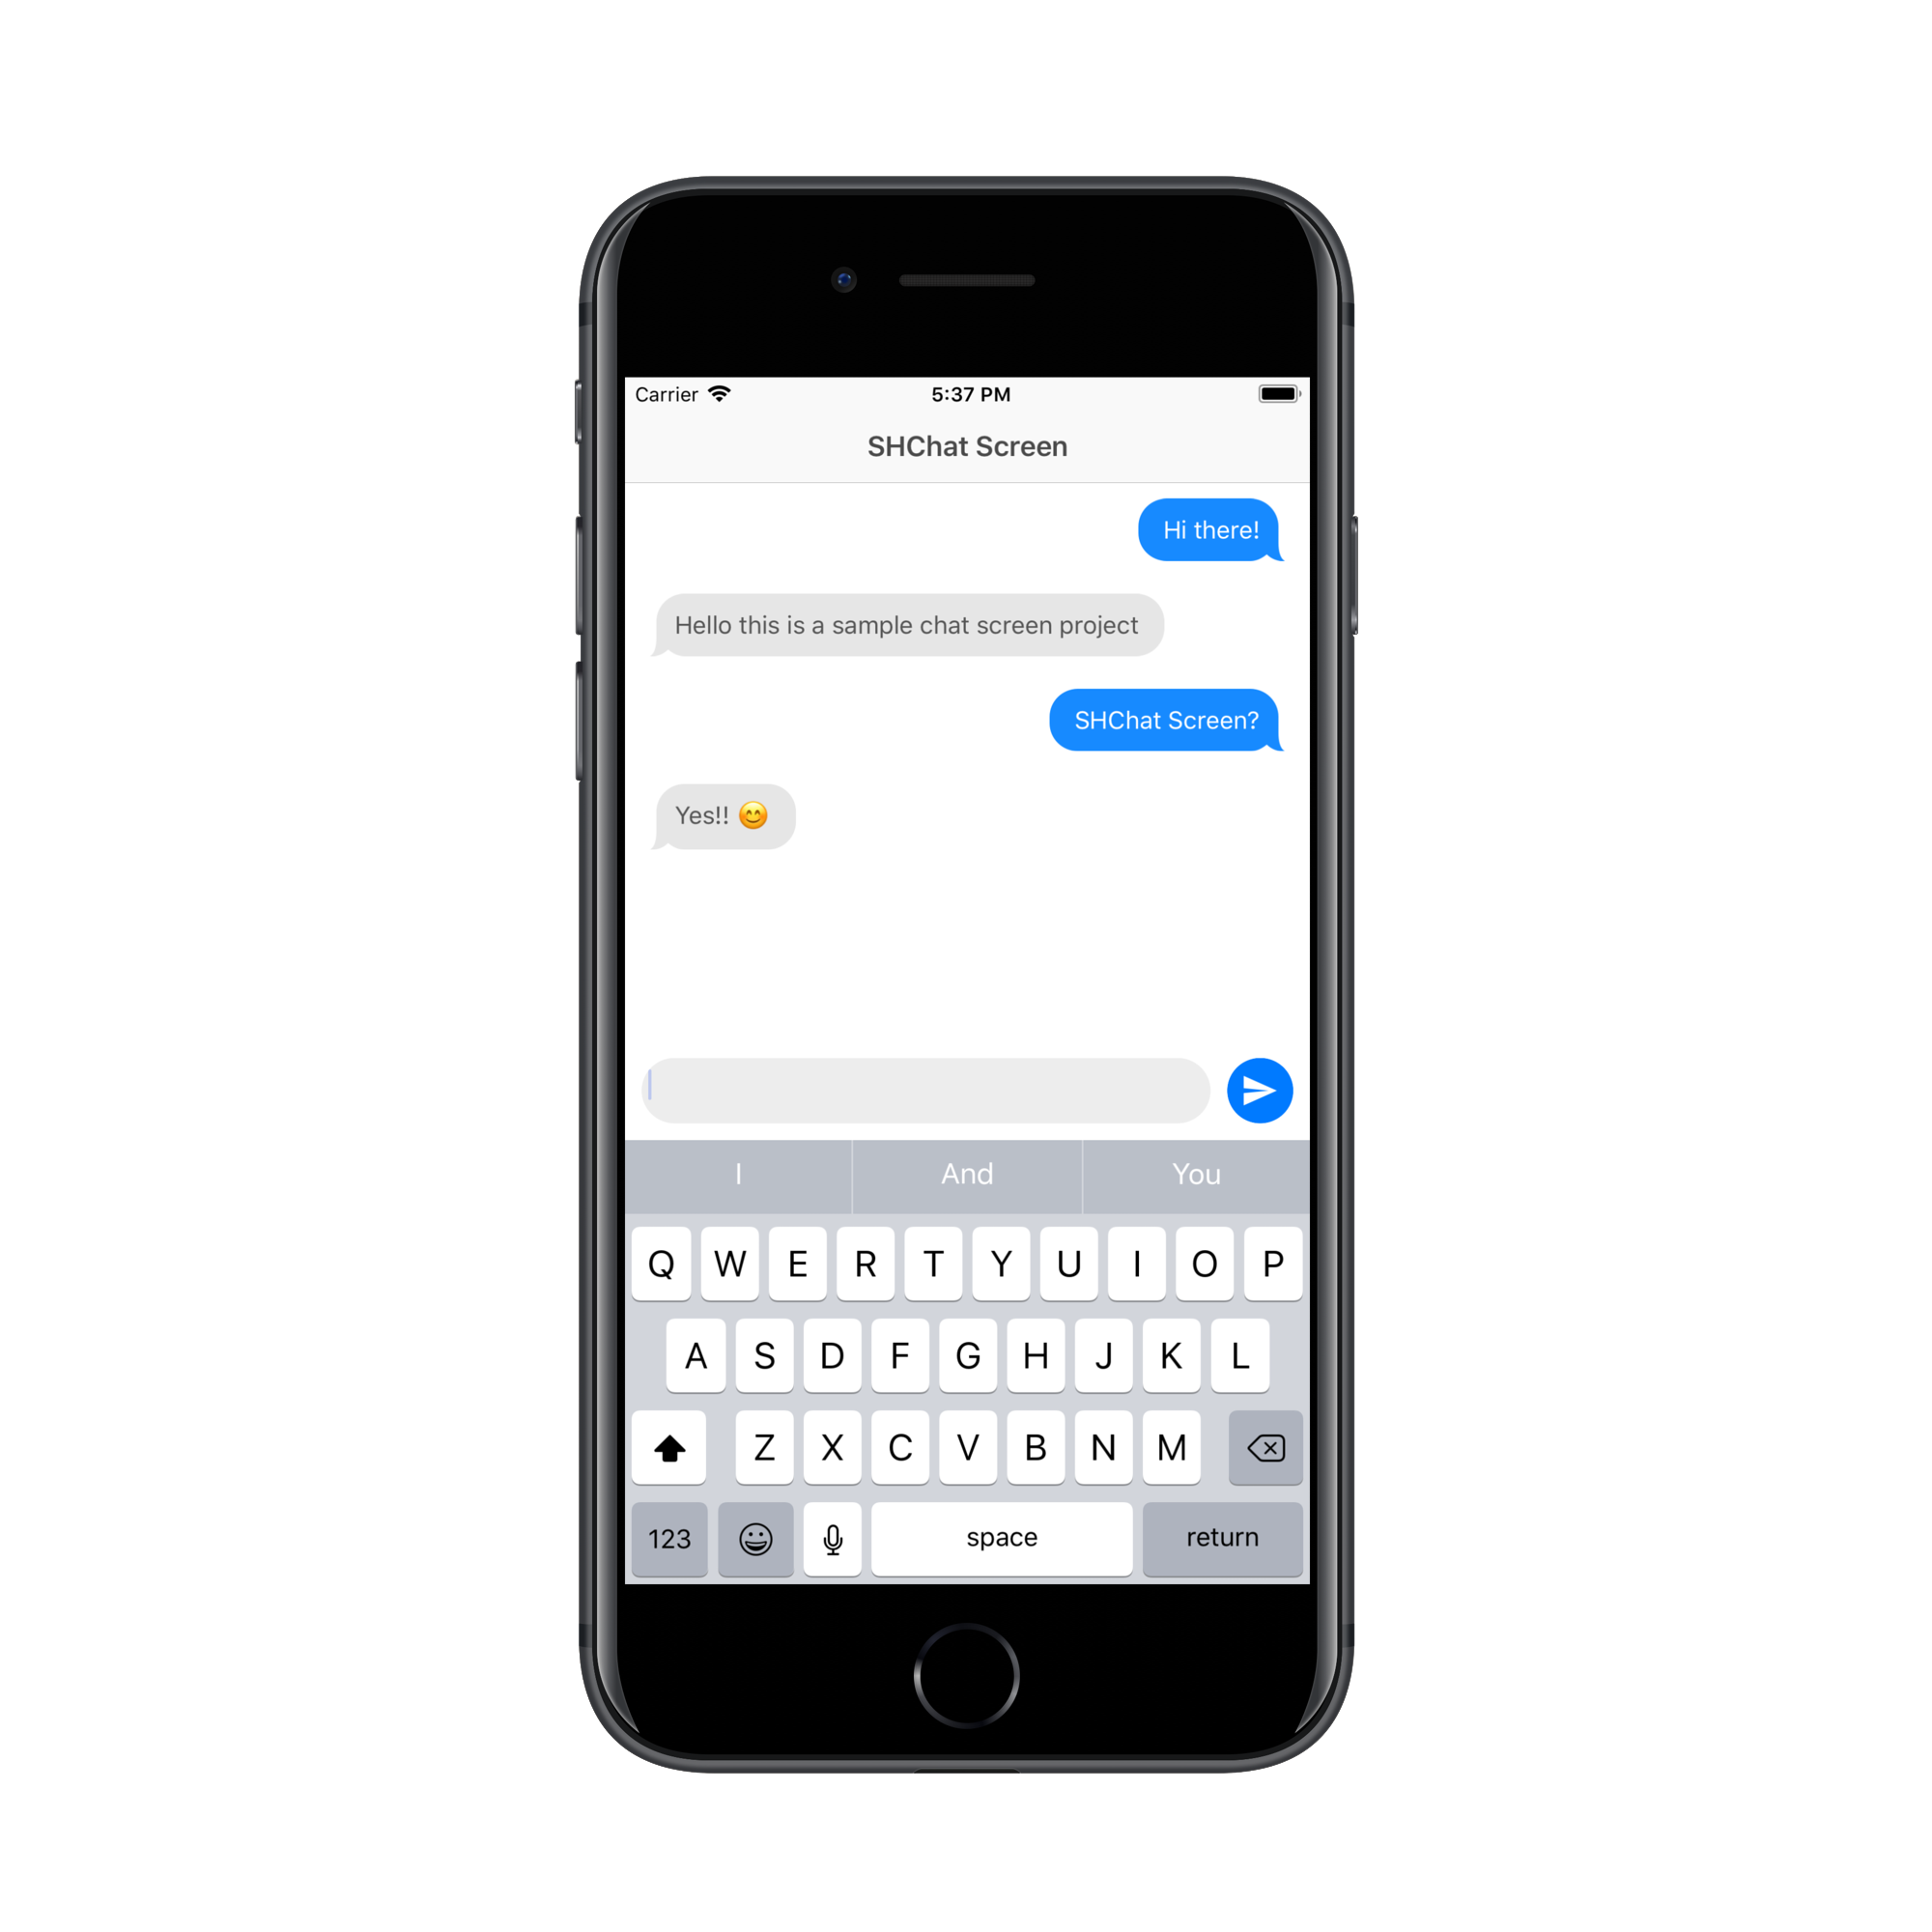 Carrier 5:37 PM
SHChat Screen
Hi there!
Hello this is a sample chat screen project
SHChat Screen?
Yes!! 😊
I And You
Q W E R T Y U I O P
A S D F G H J K L
Z X C V B N M
123 space return